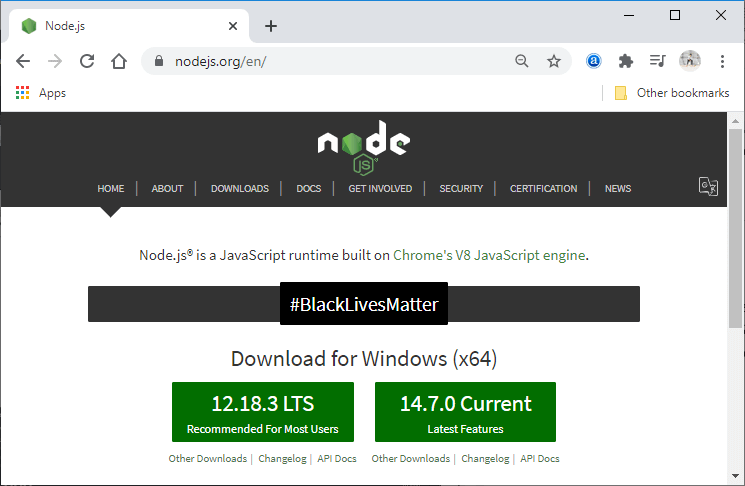 Node.js
nodejs.org/en/
Apps
Other bookmarks
node
JS
HOME | ABOUT | DOWNLOADS | DOCS | GET INVOLVED | SECURITY | CERTIFICATION | NEWS
Node.js® is a JavaScript runtime built on Chrome's V8 JavaScript engine.
#BlackLivesMatter
Download for Windows (x64)
12.18.3 LTS 14.7.0 Current
Recommended For Most Users Latest Features
Other Downloads | Changelog | API Docs Other Downloads | Changelog | API Docs